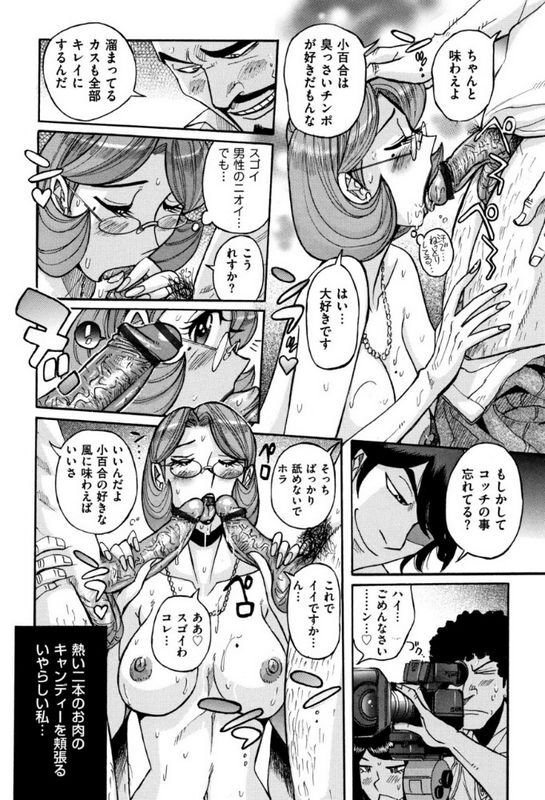 ちゃんと
味わえよ
小百合は
臭っさいチンポ
が好きだもんな
はい…
大好きです
溜まってる
カスも全部
キレイに
するんだ
スゴイ
男性のニオイ…
でも…
こう
れすか？
もしかして
コッチの事
忘れてる？
ハイ…
ごめんなさい
…ン♡
そっち
ばっかり
舐めないで
ホラ
これで
イイですか…
ん…
ああ♡
スゴイわ
コレ…
いいんだよ
小百合の好きな
風に味わえば
いいさ
熱い二本のお肉の
キャンディーを頬張る
いやらしい私…